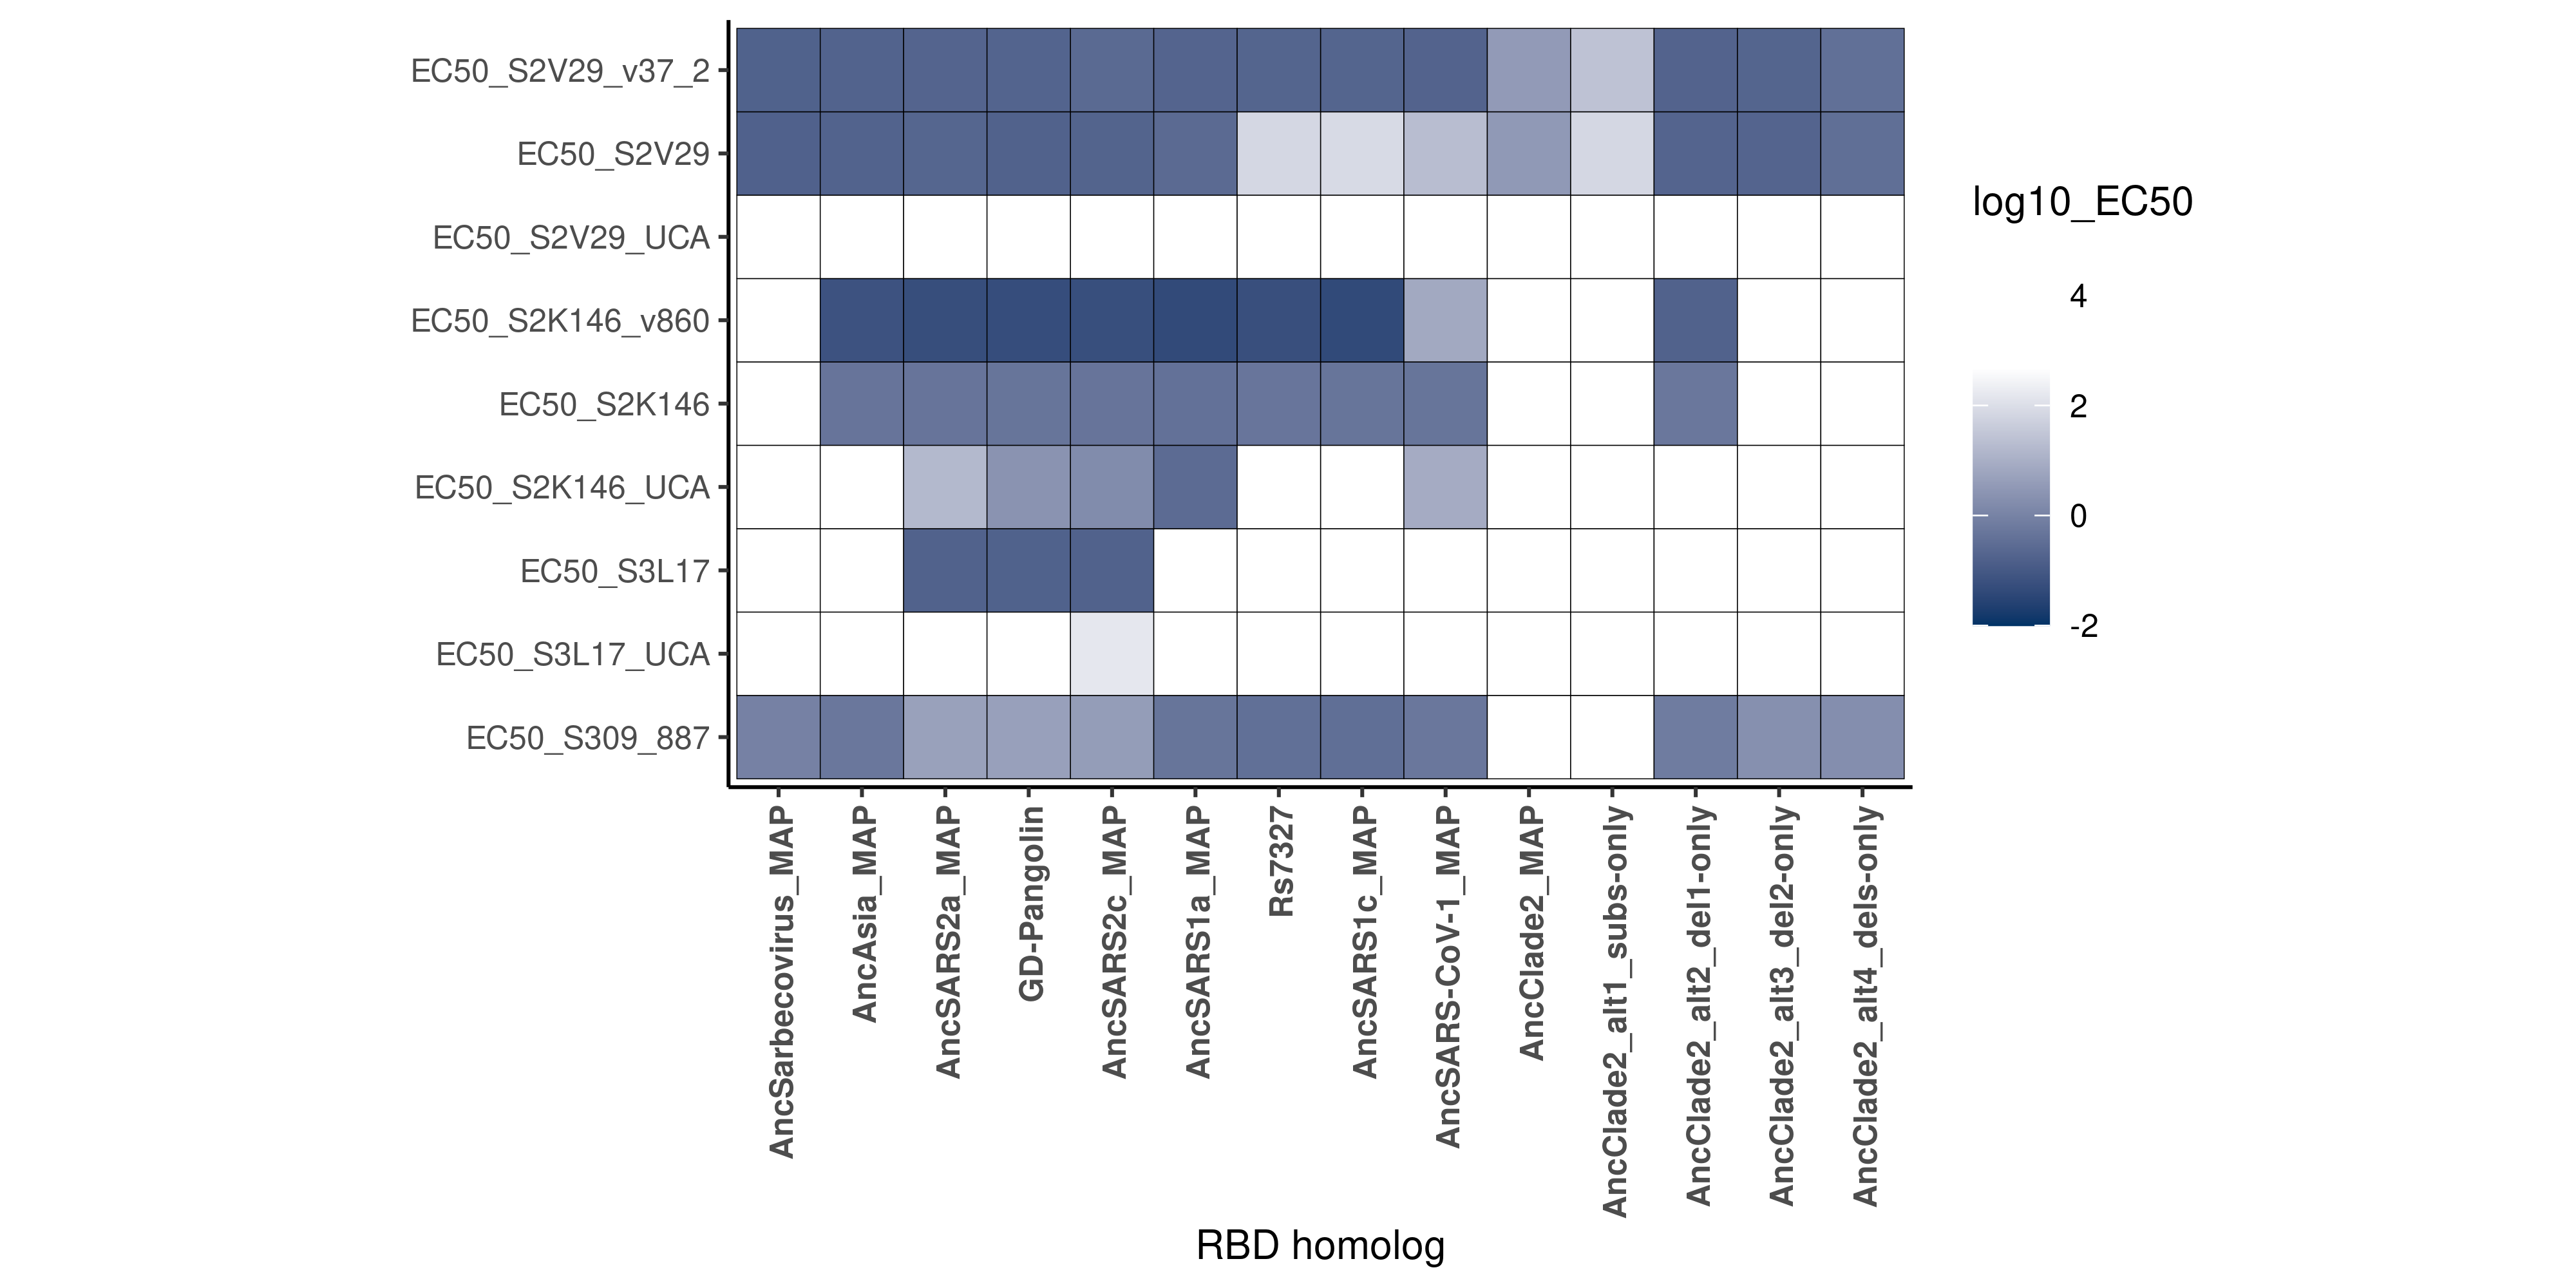 EC50_S2V29_v37_2
EC50_S2V29
EC50_S2V29_UCA
EC50_S2K146_v860
EC50_S2K146
EC50_S2K146_UCA
EC50_S3L17
EC50_S3L17_UCA
EC50_S309_887
log10_EC50
4
2
0
-2
AncSarbecovirus_MAP
AncAsia_MAP
AncSARS2a_MAP
GD-Pangolin
AncSARS2c_MAP
AncSARS1a_MAP
Rs7327
AncSARS1c_MAP
AncSARS-CoV-1_MAP
AncClade2_MAP
AncClade2_alt1_subs-only
AncClade2_alt2_del1-only
AncClade2_alt3_del2-only
AncClade2_alt4_dels-only
RBD homolog